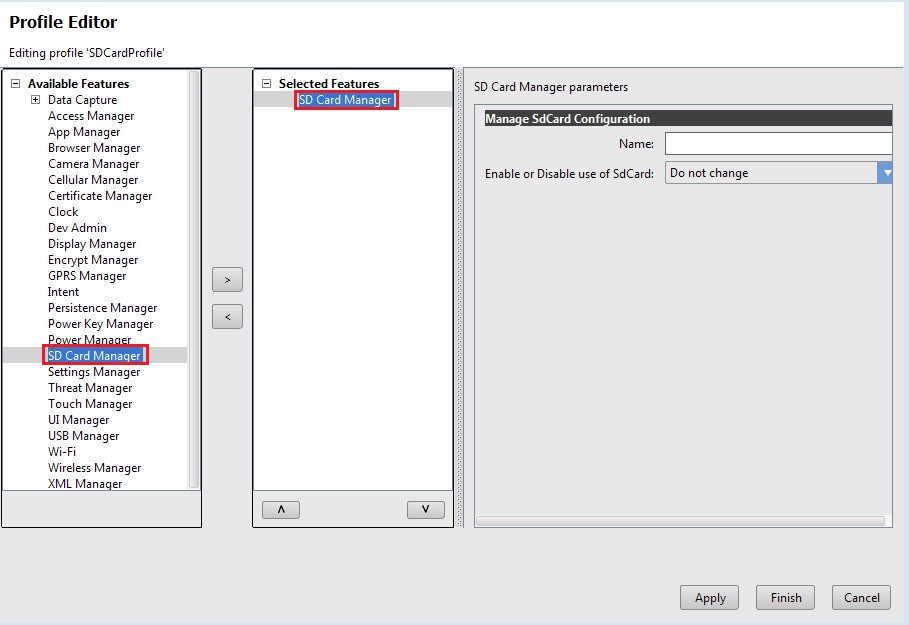 Profile Editor
Editing profile 'SDCardProfile'
Available Features
Data Capture
Access Manager
App Manager
Browser Manager
Camera Manager
Cellular Manager
Certificate Manager
Clock
Dev Admin
Display Manager
Encrypt Manager
GPRS Manager
Intent
Persistence Manager
Power Key Manager
Power Manager
SD Card Manager
Settings Manager
Threat Manager
Touch Manager
UI Manager
USB Manager
Wi-Fi
Wireless Manager
XML Manager
>
<
Selected Features
SD Card Manager
SD Card Manager parameters
Manage SdCard Configuration
Name:
Enable or Disable use of SdCard: Do not change
Apply Finish Cancel